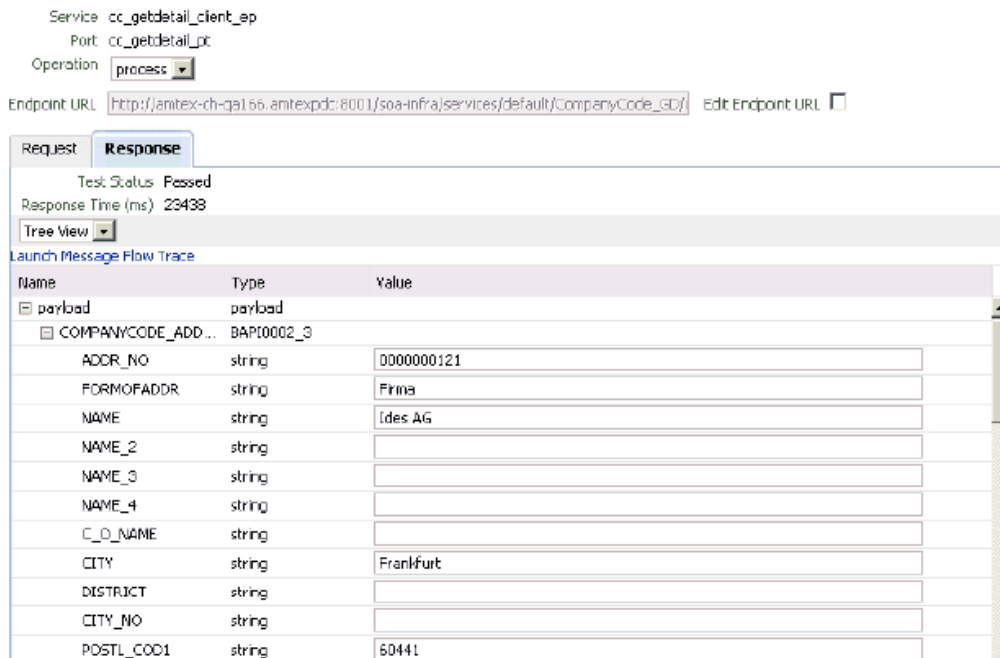 Service cc_getdetail_client_ep
Port cc_getdetail_pt
Operation process
Endpoint URL http://amtex-ch-qa166.amtexpdc:8001/soa-infra/services/default/CompanyCode_GD/ Edit Endpoint URL
Request Response
Test Status Passed
Response Time (ms) 23438
Tree View
Launch Message Flow Trace
Name Type Value
payload payload
COMPANYCODE_ADD... BAPI0002_3
ADDR_NO string 0000000121
FORMOFADDR string Firma
NAME string Ides AG
NAME_2 string
NAME_3 string
NAME_4 string
C_O_NAME string
CITY string Frankfurt
DISTRICT string
CITY_NO string
POSTL_COD1 string 60441